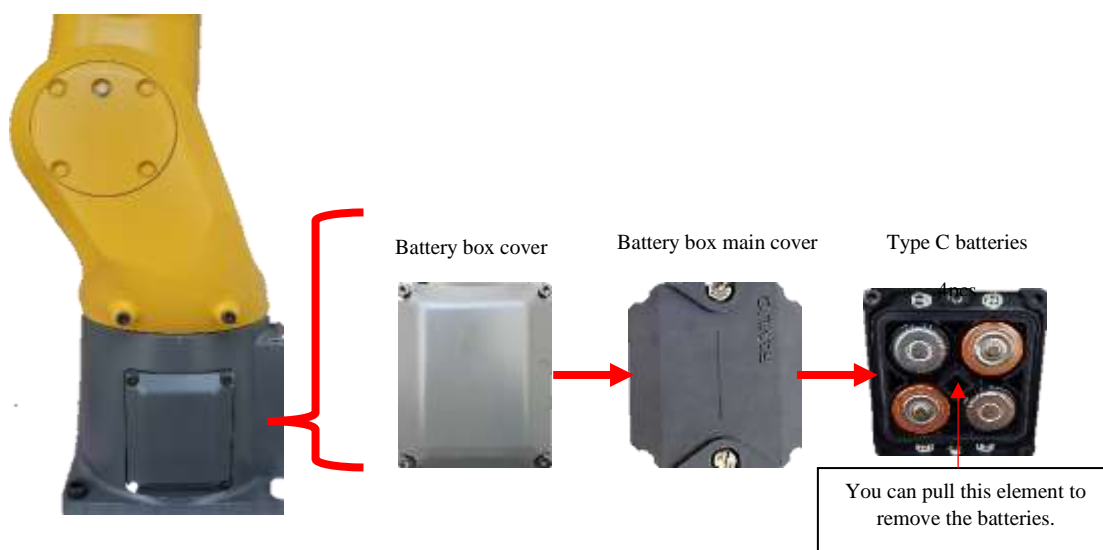 Battery box cover
Battery box main cover
Type C batteries
4pcs
FANUC
You can pull this element to
remove the batteries.